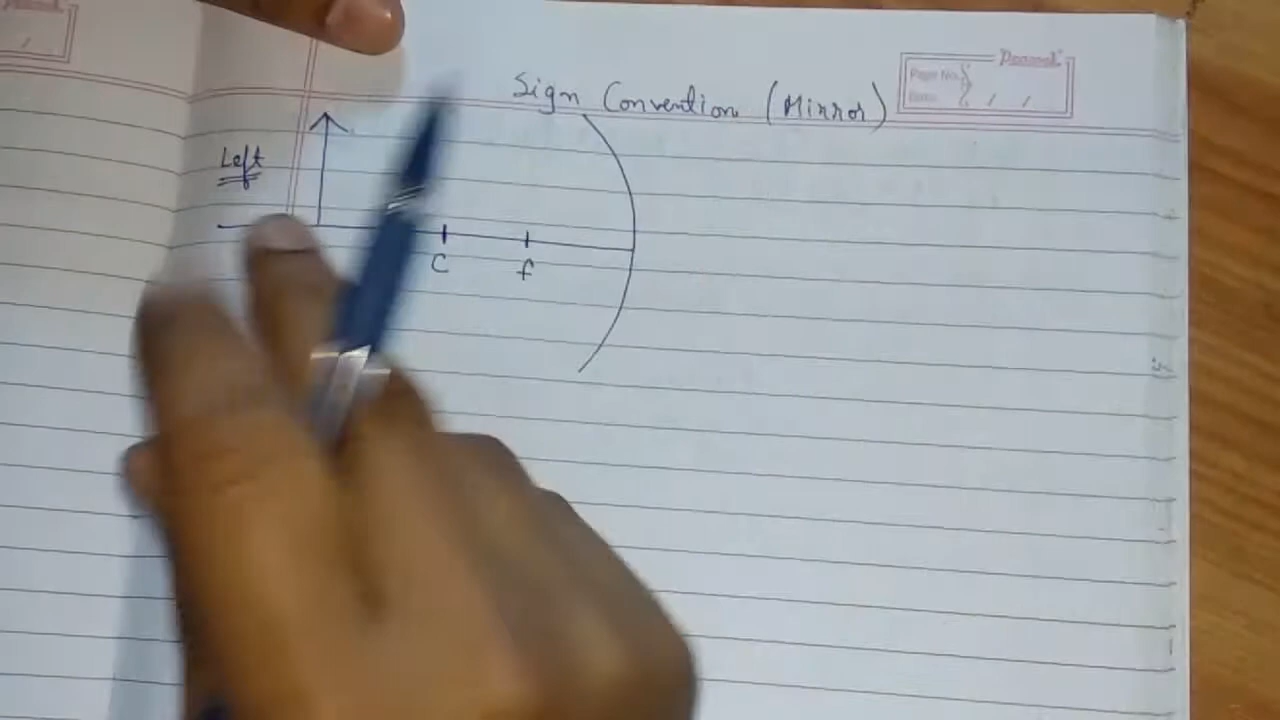 Peacock
Sign Convention (Mirror)
Page No.
Date
/ /
Left
C
f